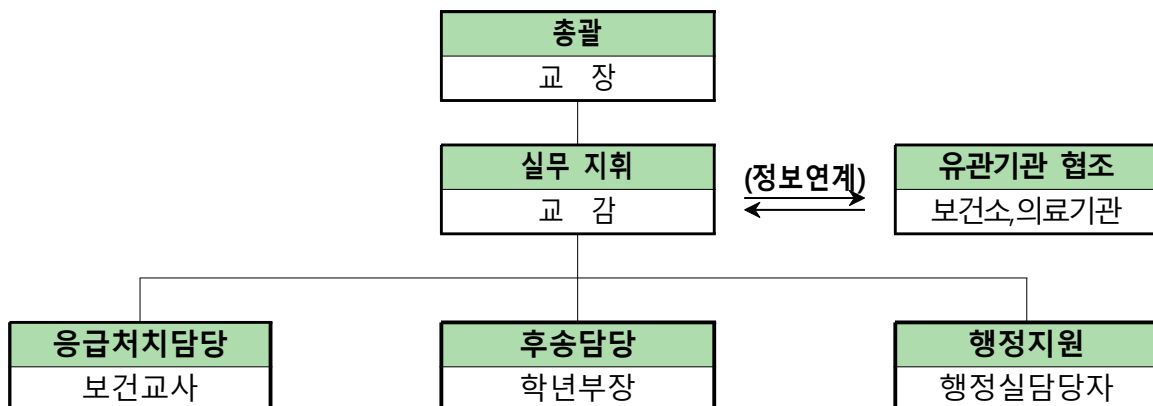 총괄
교 장
실무 지휘
교 감
(정보연계)
유관기관 협조
보건소,의료기관
응급처치담당
보건교사
후송담당
학년부장
행정지원
행정실담당자